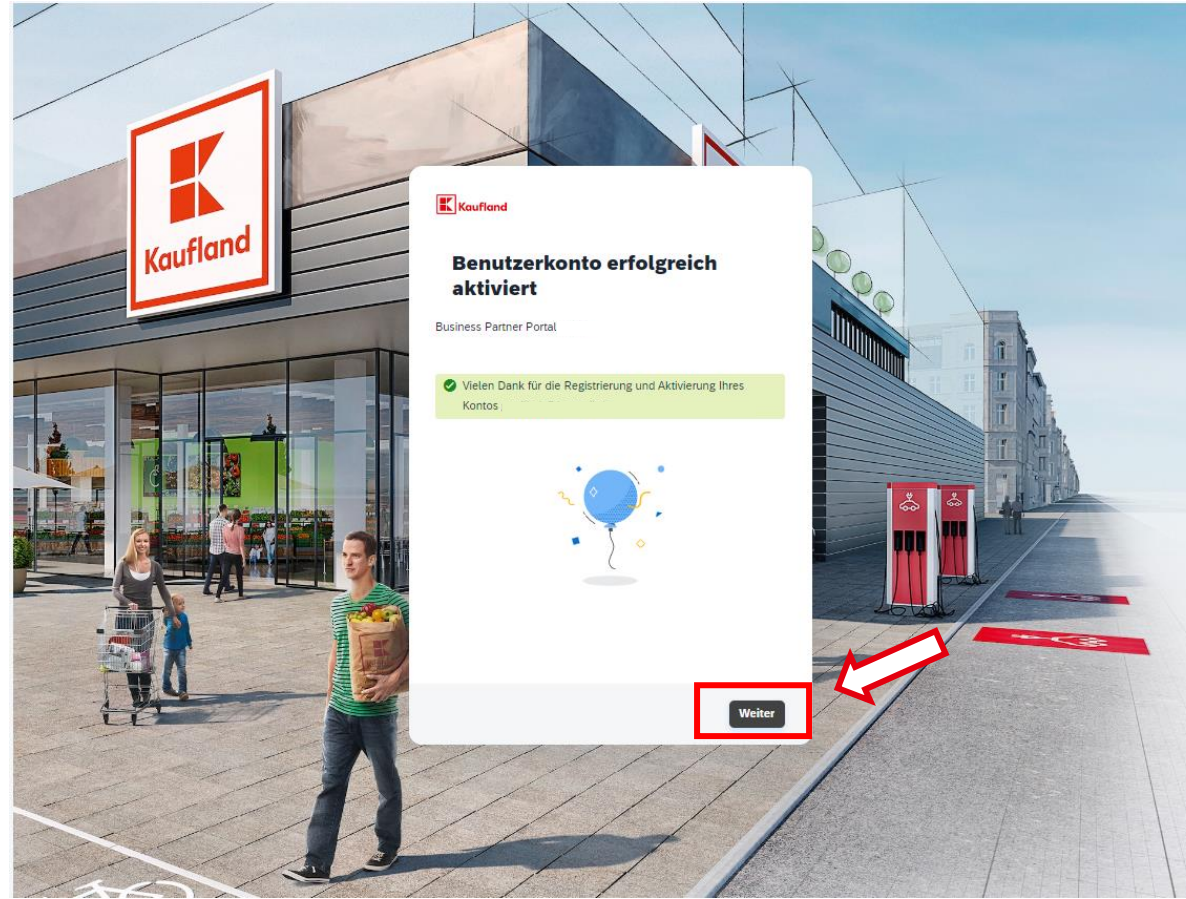 Kaufland
Kaufland
Benutzerkonto erfolgreich
aktiviert
Business Partner Portal
Vielen Dank für die Registrierung und Aktivierung Ihres
Kontos
Weiter